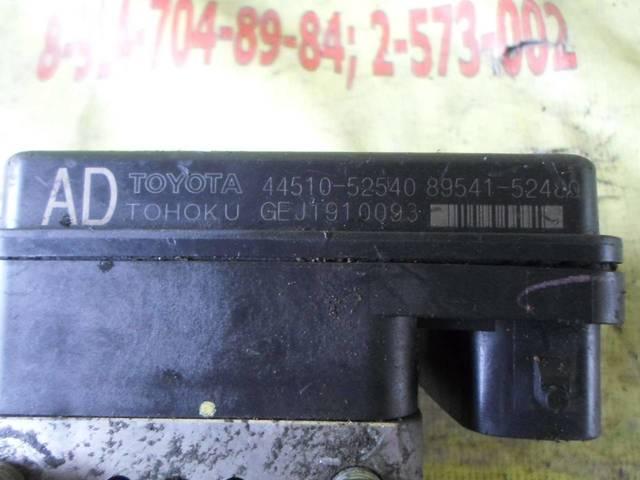 704-89-84; 2-573-002
AD TOYOTA 44510-52540
TOHOKU GEJ1910093